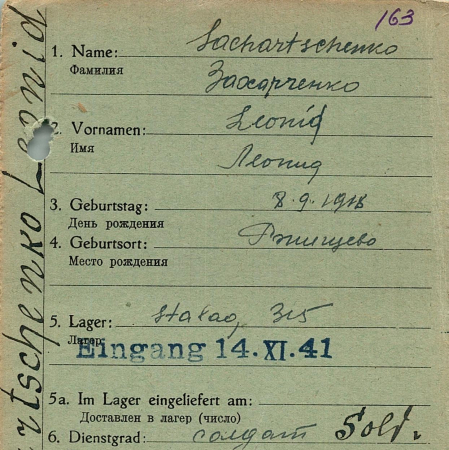 163
1. Name: Sachartschenko
Фамилия Захарченко
2. Vornamen: Leonid
Имя Леонид
3. Geburtstag: 8.9.1918
День рождения
4. Geburtsort: Ржищево
Место рождения
5. Lager: Stalag 315
Лагерь
Eingang 14.XI.41
5a. Im Lager eingeliefert am:
Доставлен в лагер (число)
6. Dienstgrad: солдат Sold.
rtschenko Leonid